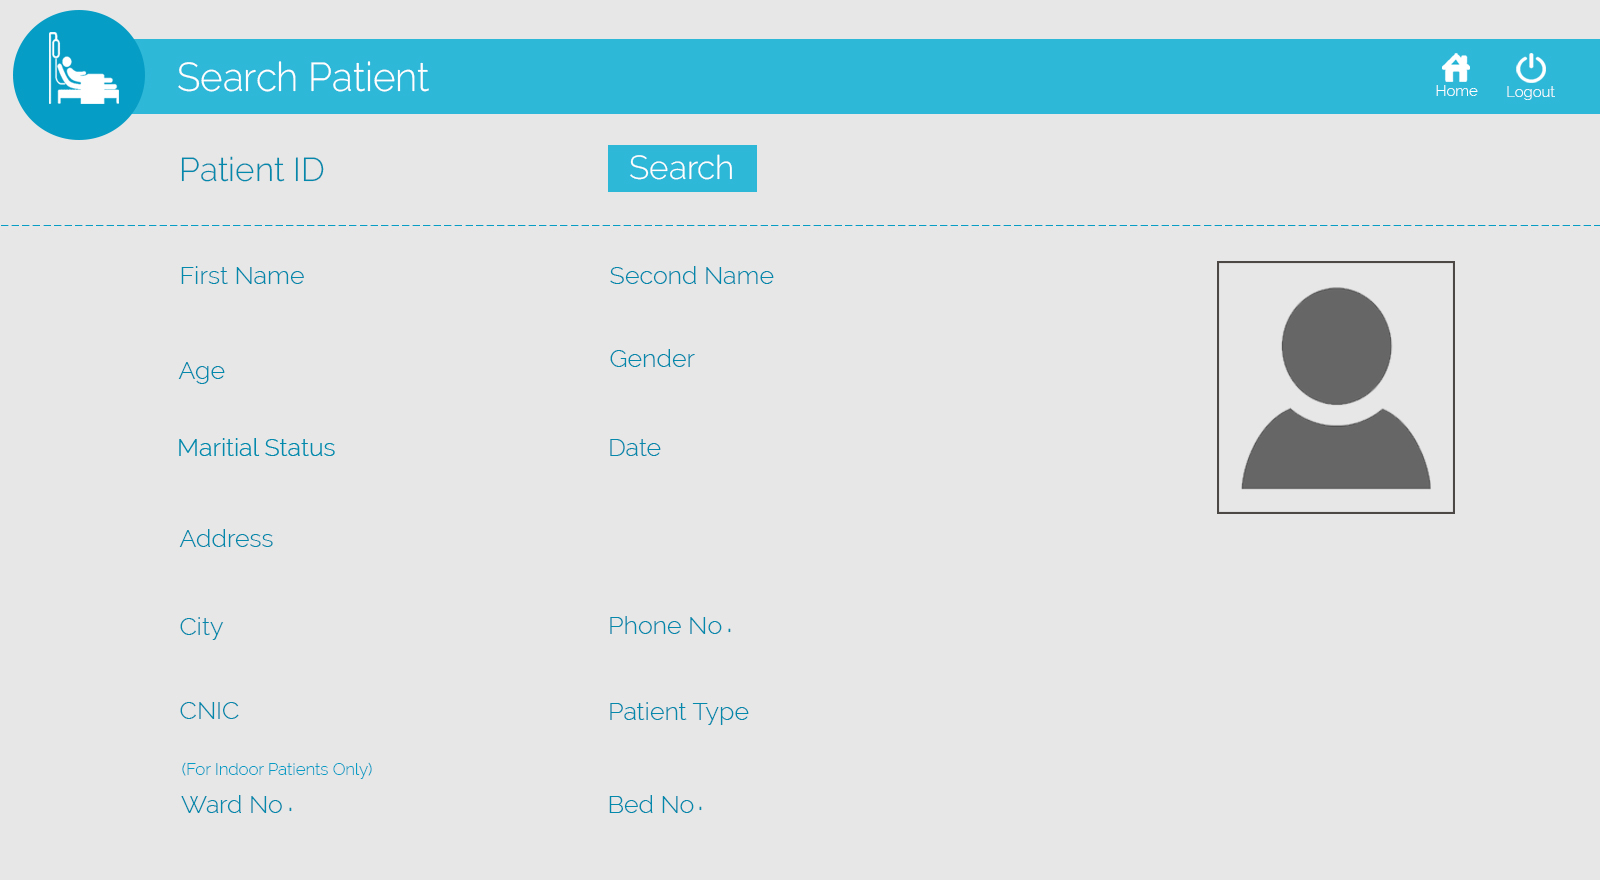 Search Patient
Home
Logout
Patient ID
Search
First Name
Second Name
Age
Gender
Maritial Status
Date
Address
City
Phone No .
CNIC
Patient Type
(For Indoor Patients Only)
Ward No .
Bed No .